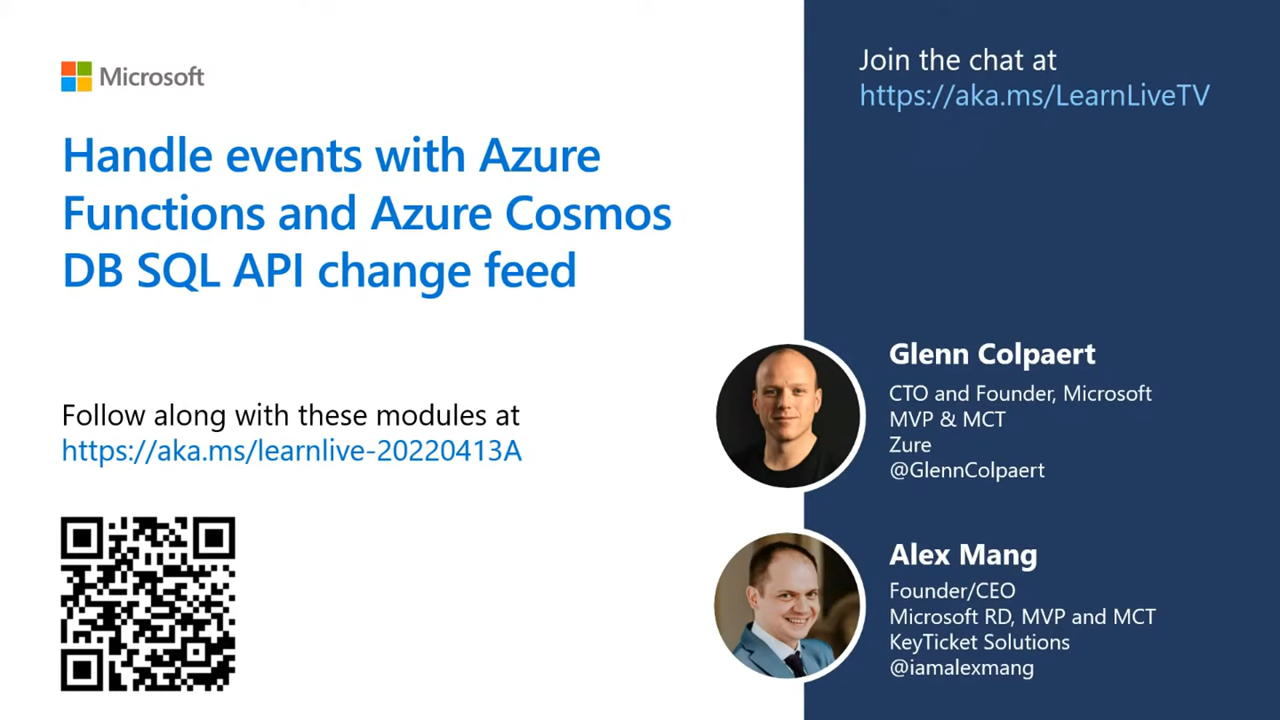 Microsoft
Handle events with Azure
Functions and Azure Cosmos
DB SQL API change feed
Follow along with these modules at
https://aka.ms/learnlive-20220413A
Join the chat at
https://aka.ms/LearnLiveTV
Glenn Colpaert
CTO and Founder, Microsoft
MVP & MCT
Zure
@GlennColpaert
Alex Mang
Founder/CEO
Microsoft RD, MVP and MCT
KeyTicket Solutions
@iamalexmang